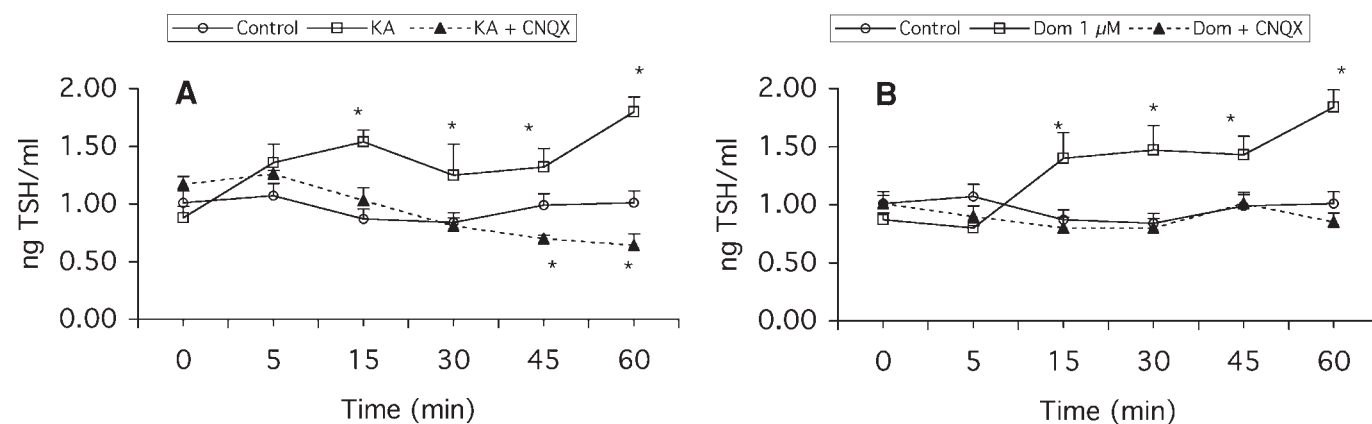 Control KA KA + CNQX
A
2.00
1.50
1.00
0.50
0.00
ng TSH/ml
* * * *
* *
0 5 15 30 45 60
Time (min)
Control Dom 1 µM Dom + CNQX
B
2.00
1.50
1.00
0.50
0.00
ng TSH/ml
* * * *
0 5 15 30 45 60
Time (min)